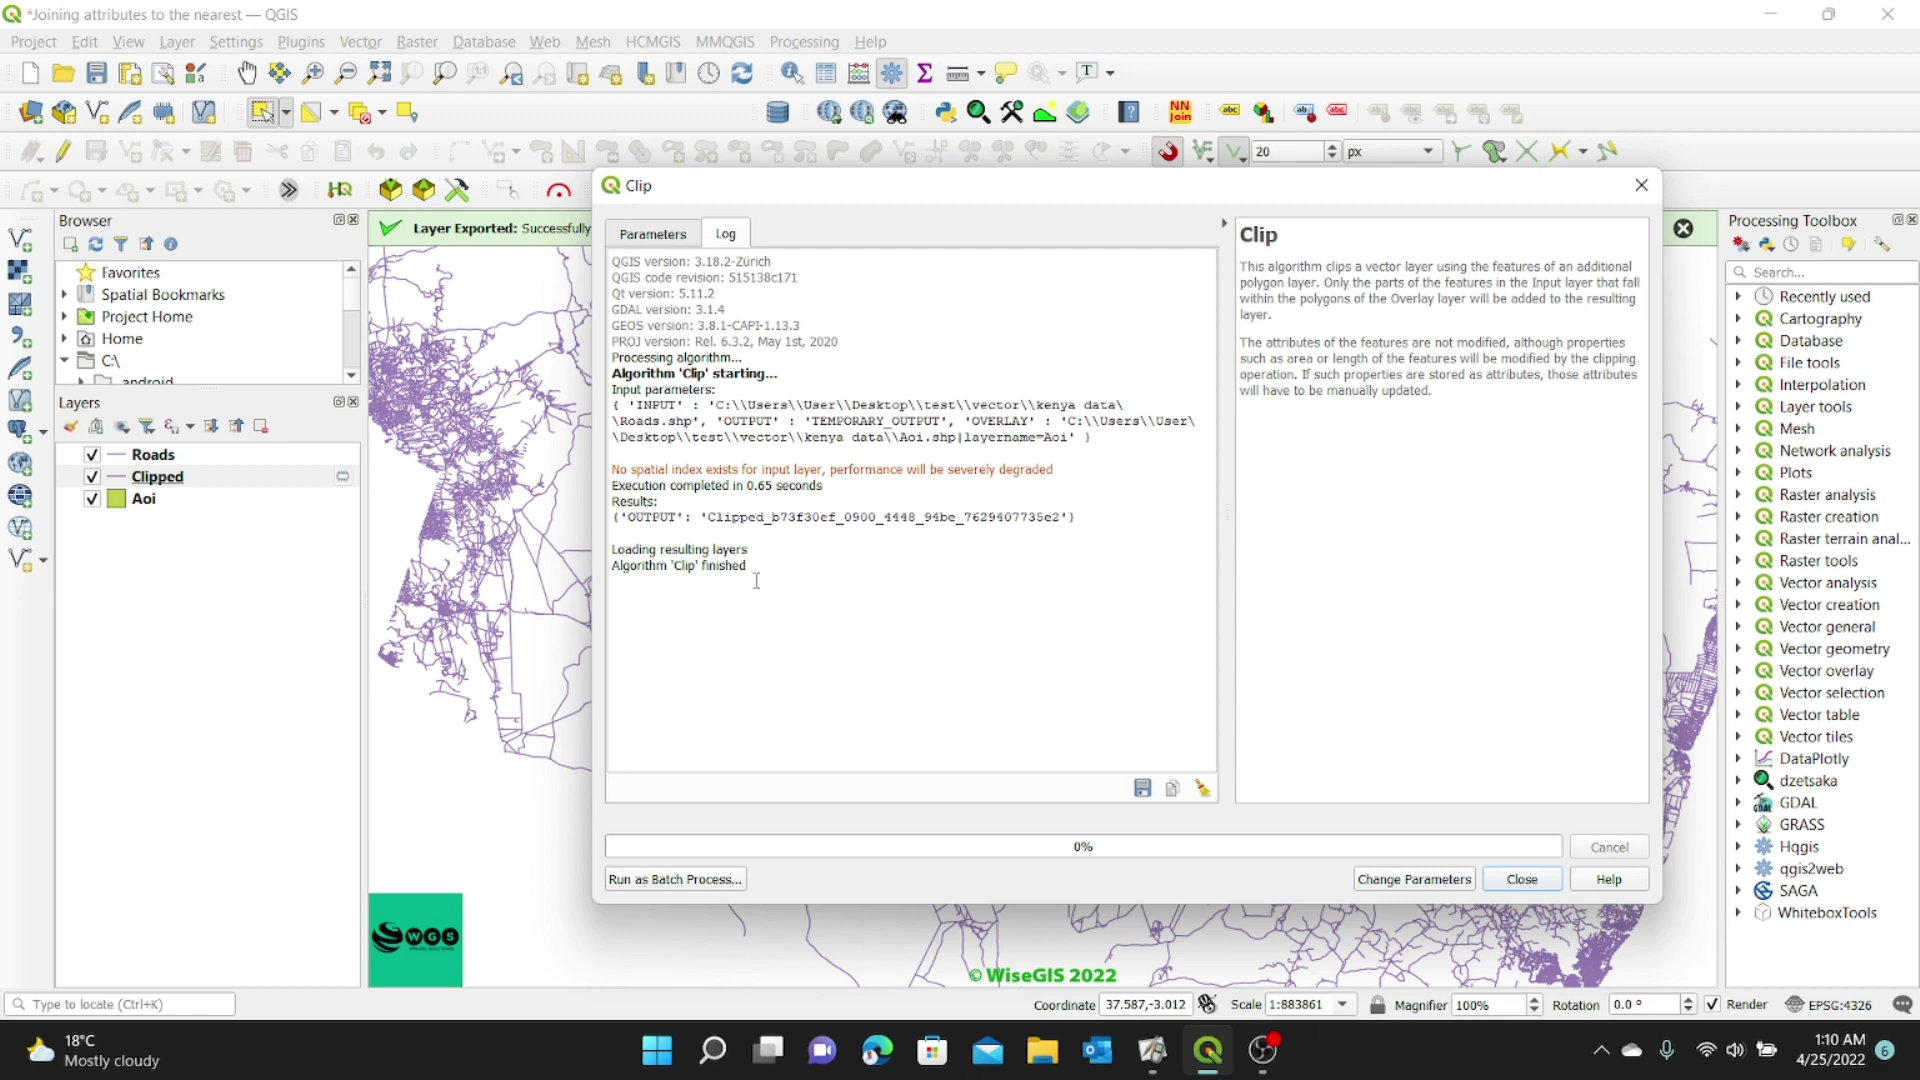 *Joining attributes to the nearest — QGIS
Project Edit View Layer Settings Plugins Vector Raster Database Web Mesh HCMGIS MMQGIS Processing Help
NN Join
abc
abc
abc
abc
20 px
HQ
Browser
Favorites
Spatial Bookmarks
Project Home
Home
C:\
android
Layers
Roads
Clipped
Aoi
Layer Exported: Successfully
Clip
Parameters Log
QGIS version: 3.18.2-Zürich
QGIS code revision: 515138c171
Qt version: 5.11.2
GDAL version: 3.1.4
GEOS version: 3.8.1-CAPI-1.13.3
PROJ version: Rel. 6.3.2, May 1st, 2020
Processing algorithm...
Algorithm 'Clip' starting...
Input parameters:
{ 'INPUT' : 'C:\\Users\\User\\Desktop\\test\\vector\\kenya data\
\Roads.shp', 'OUTPUT' : 'TEMPORARY_OUTPUT', 'OVERLAY' : 'C:\\Users\\User\
\Desktop\\test\\vector\\kenya data\\Aoi.shp|layername=Aoi' }
No spatial index exists for input layer, performance will be severely degraded
Execution completed in 0.65 seconds
Results:
{'OUTPUT': 'Clipped_b73f30ef_0900_4448_94be_7629407735e2'}
Loading resulting layers
Algorithm 'Clip' finished
Clip
This algorithm clips a vector layer using the features of an additional
polygon layer. Only the parts of the features in the Input layer that fall
within the polygons of the Overlay layer will be added to the resulting
layer.
The attributes of the features are not modified, although properties
such as area or length of the features will be modified by the clipping
operation. If such properties are stored as attributes, those attributes
will have to be manually updated.
0%
Cancel
Run as Batch Process...
Change Parameters
Close
Help
Processing Toolbox
Search...
Recently used
Cartography
Database
File tools
Interpolation
Layer tools
Mesh
Network analysis
Plots
Raster analysis
Raster creation
Raster terrain anal...
Raster tools
Vector analysis
Vector creation
Vector general
Vector geometry
Vector overlay
Vector selection
Vector table
Vector tiles
DataPlotly
dzetsaka
GDAL
GRASS
Hqgis
qgis2web
SAGA
WhiteboxTools
WGS
© WiseGIS 2022
Type to locate (Ctrl+K)
Coordinate 37.587,-3.012 Scale 1:883861 Magnifier 100% Rotation 0.0 ° Render EPSG:4326
18°C
Mostly cloudy
1:10 AM
4/25/2022
6